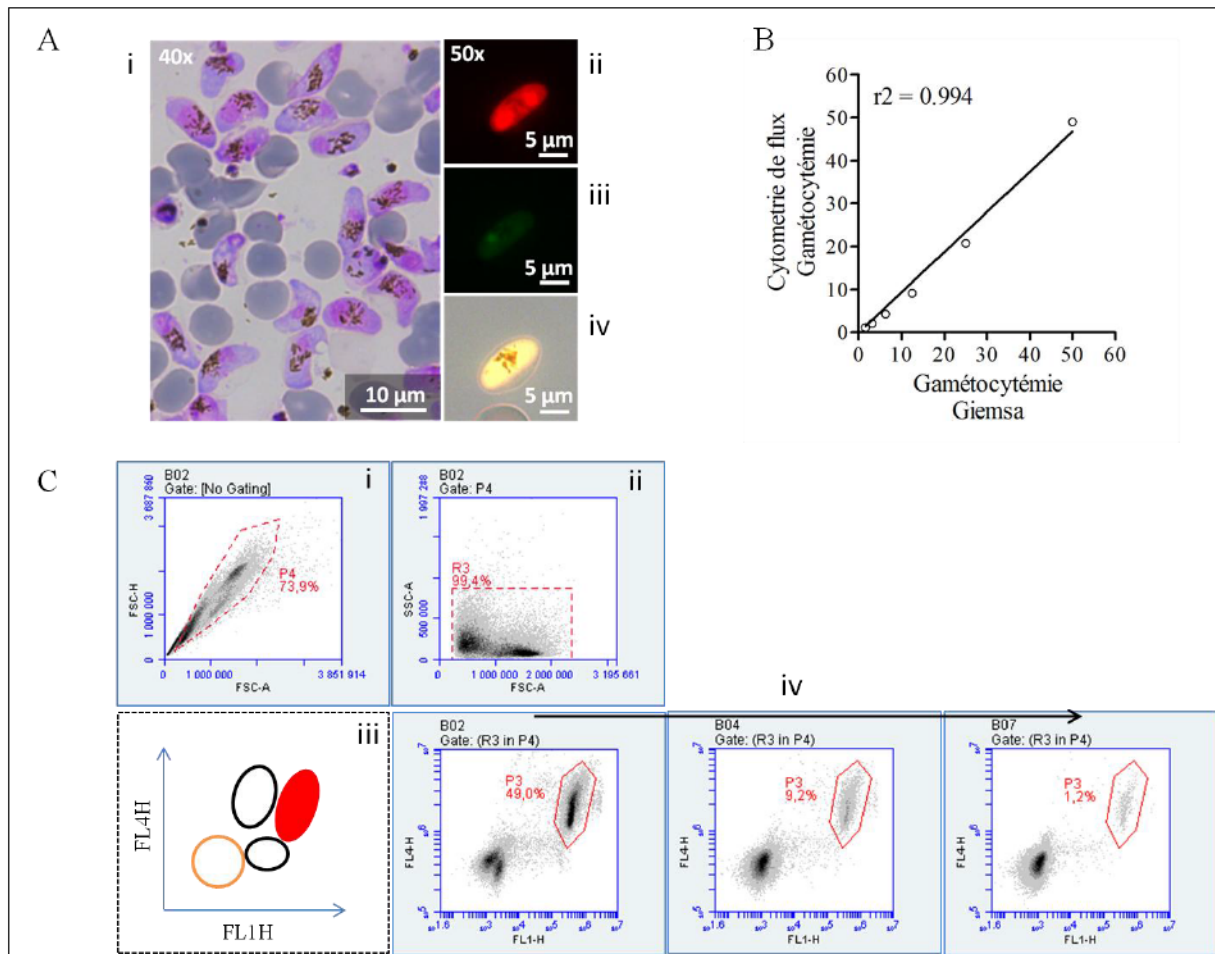 A
i
40x
10 µm
50x
ii
5 µm
iii
5 µm
iv
5 µm
B
r2 = 0.994
Cytometrie de flux
Gamétocytémie
60
50
40
30
20
10
0
0 10 20 30 40 50 60
Gamétocytémie
Giemsa
C
B02
Gate: [No Gating]
i
3 687 860
1 000 000
0
FSC-H
P4
73,9%
0 1 000 000 3 851 914
FSC-A
B02
Gate: P4
ii
1 997 288
500 000
0
SSC-A
R3
99,4%
0 1 000 000 2 000 000 3 195 661
FSC-A
iii
FL4H
FL1H
iv
B02
Gate: (R3 in P4)
P3
49,0%
FL4-H
FL1-H
B04
Gate: (R3 in P4)
P3
9,2%
FL4-H
FL1-H
B07
Gate: (R3 in P4)
P3
1,2%
FL4-H
FL1-H